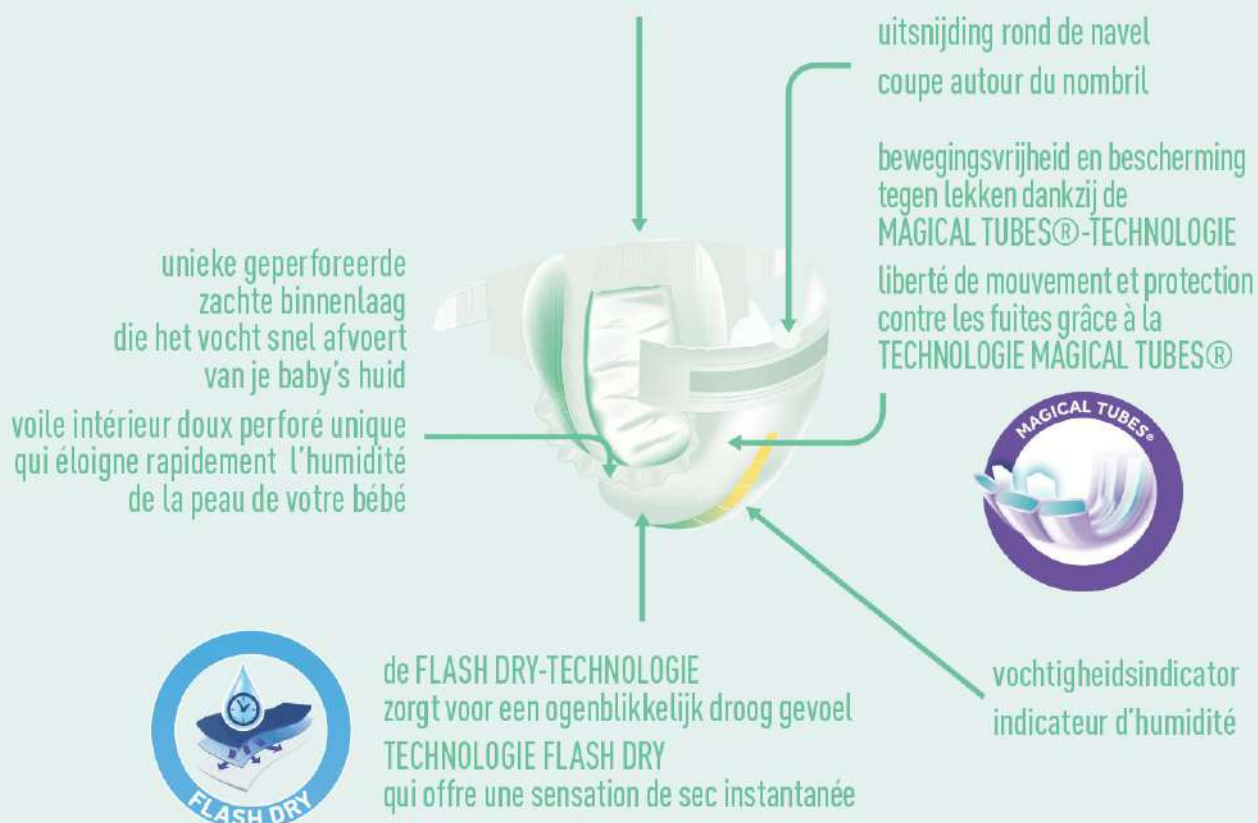 uitsnijding rond de navel
coupe autour du nombril
bewegingsvrijheid en bescherming
tegen lekken dankzij de
MAGICAL TUBES®-TECHNOLOGIE
liberté de mouvement et protection
contre les fuites grâce à la
TECHNOLOGIE MAGICAL TUBES®
unieke geperforeerde
zachte binnenlaag
die het vocht snel afvoert
van je baby's huid
voile intérieur doux perforé unique
qui éloigne rapidement l'humidité
de la peau de votre bébé
MAGICAL TUBES®
de FLASH DRY-TECHNOLOGIE
zorgt voor een ogenblikkelijk droog gevoel
TECHNOLOGIE FLASH DRY
qui offre une sensation de sec instantanée
FLASH DRY
vochtigheidsindicator
indicateur d'humidité